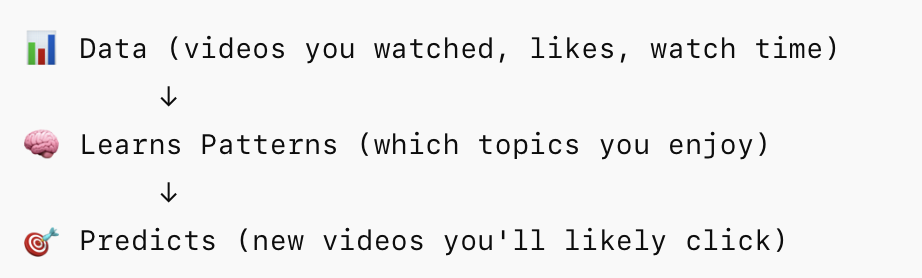 📊 Data (videos you watched, likes, watch time)
↓
🧠 Learns Patterns (which topics you enjoy)
↓
🎯 Predicts (new videos you'll likely click)